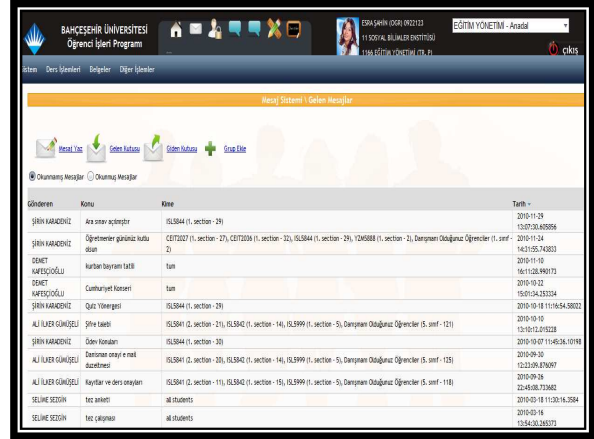 BAHÇEŞEHİR ÜNİVERSİTESİ
Öğrenci İşleri Programı
ESRA ŞAHİN (OGR) 0922123
11 SOSYAL BİLİMLER ENSTİTÜSÜ
1166 EĞİTİM YÖNETİMİ (TR, P)
EĞİTİM YÖNETİMİ - Anadal
çıkış
istem Ders İşlemleri Belgeler Diğer İşlemler
Mesaj Sistemi \ Gelen Mesajlar
Mesaj Yaz Gelen Kutusu Giden Kutusu Grup Ekle
Okunmamış Mesajlar Okunmuş Mesajlar
Gönderen Konu Kime Tarih
ŞİRİN KARADENİZ Ara sınav açılmıştır ISL5844 (1. section - 29) 2010-11-29
13:07:30.605856
ŞİRİN KARADENİZ Öğretmenler gününüz kutlu olsun CEIT2027 (1. section - 27), CEIT2036 (1. section - 32), ISL5844 (1. section - 29), YZM5888 (1. section - 2), Danışmanı Olduğunuz Öğrenciler (1. sınıf - 2) 2010-11-24
14:31:55.743833
DEMET KAFESÇİOĞLU kurban bayramı tatili tum 2010-11-10
16:11:28.990173
DEMET KAFESÇİOĞLU Cumhuriyet Konseri tum 2010-10-22
15:01:34.253334
ŞİRİN KARADENİZ Quiz Yönergesi ISL5844 (1. section - 29) 2010-10-18 11:16:54.58022
ALİ İLKER GÜMÜŞELİ Şifre talebi ISL5841 (2. section - 21), ISL5842 (1. section - 14), ISL5999 (1. section - 5), Danışmanı Olduğunuz Öğrenciler (5. sınıf - 121) 2010-10-10
13:10:12.015228
ŞİRİN KARADENİZ Ödev Konuları ISL5844 (1. section - 30) 2010-10-07 11:45:36.10198
ALİ İLKER GÜMÜŞELİ Danisman onayi e mail duzeltmesi ISL5841 (2. section - 20), ISL5842 (1. section - 14), ISL5999 (1. section - 5), Danışmanı Olduğunuz Öğrenciler (5. sınıf - 125) 2010-09-30
12:23:09.876097
ALİ İLKER GÜMÜŞELİ Kayıtlar ve ders onayları ISL5841 (2. section - 11), ISL5842 (1. section - 15), ISL5999 (1. section - 5), Danışmanı Olduğunuz Öğrenciler (5. sınıf - 118) 2010-09-26
22:45:08.733682
SELİME SEZGİN tez anketi all students 2010-03-18 11:30:16.3584
SELİME SEZGİN tez çalışması all students 2010-03-16
13:54:30.265373